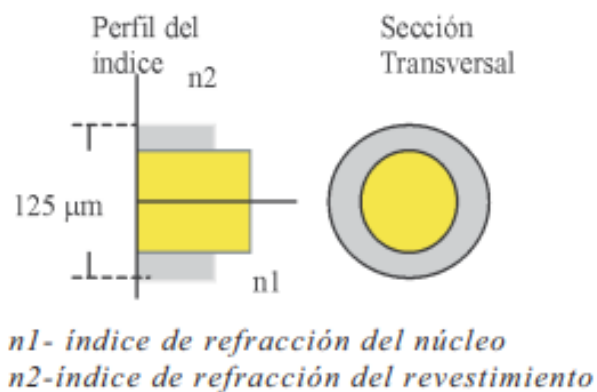 Perfil del
índice
n2
Sección
Transversal
125 μm
n1
n1- índice de refracción del núcleo
n2-índice de refracción del revestimiento